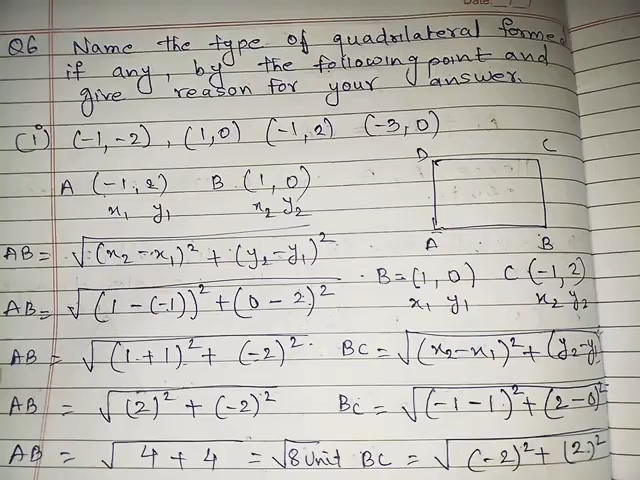 Date:
Q6 Name the type of quadrilateral formed
if any, by the following point and
give reason for your answer.
(i) (-1,-2), (1,0) (-1,2) (-3,0)
D C
A (-1,2) B (1,0)
x₁ y₁ x₂ y₂
A B
AB = √(x₂-x₁)² + (y₂-y₁)²
B=(1,0) C (-1,2)
x₁ y₁ x₂ y₂
AB = √(1-(-1))² + (0-2)²
AB = √(1+1)² + (-2)² BC = √(x₂-x₁)² + (y₂-y
AB = √(2)² + (-2)² BC = √(-1-1)² + (2-0)²
AB = √4+4 = √8 unit BC = √(-2)² + (2)²